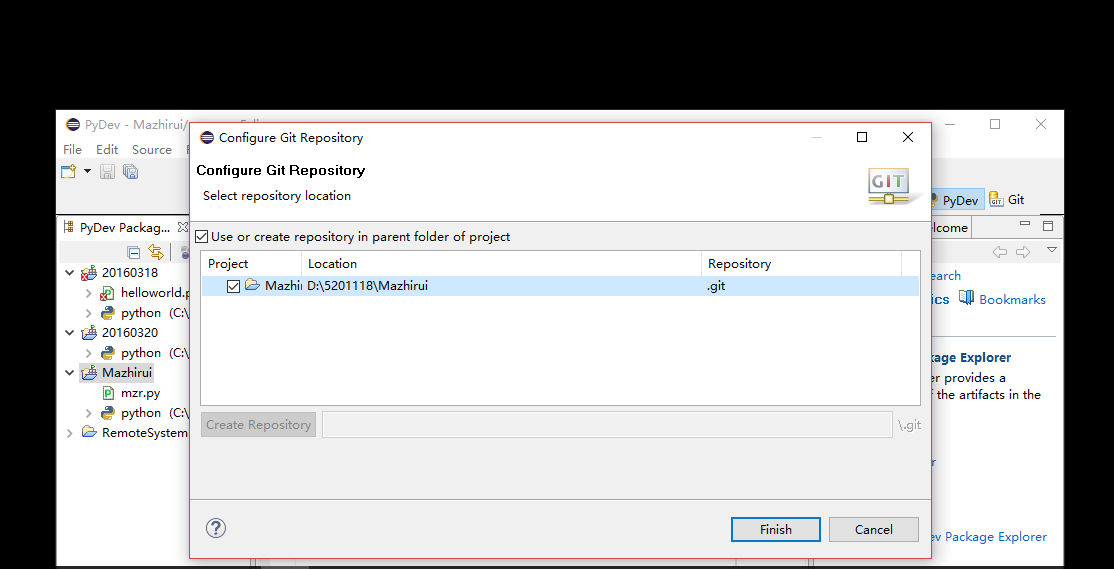 PyDev - Mazhirui/
Configure Git Repository
File Edit Source
Configure Git Repository
Select repository location
GIT
PyDev Git
PyDev Packag...
lcome
Use or create repository in parent folder of project
Project Location Repository
20160318
earch
Mazhir D:\5201118\Mazhirui .git
helloworld.p
ics Bookmarks
python (C:\
20160320
python (C:\
kage Explorer
Mazhirui
er provides a
mzr.py
f the artifacts in the
python (C:\
Create Repository \.git
RemoteSystem
r
Finish Cancel
ev Package Explorer